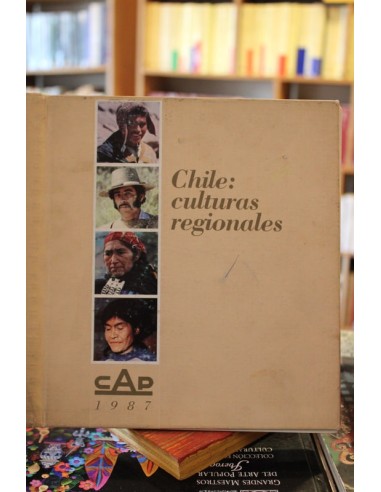 Chile:
culturas
regionales
CAP
1987
GRANDES MAESTROS
DEL ARTE POPULAR